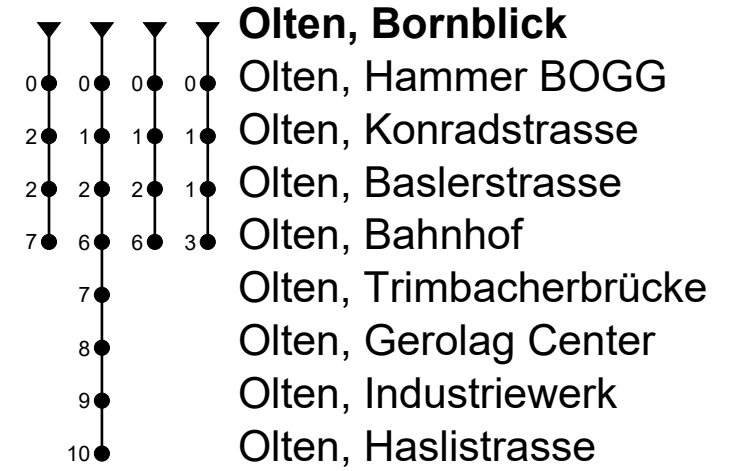 Olten, Bornblick
0 0 0 0 Olten, Hammer BOGG
2 1 1 1 Olten, Konradstrasse
2 2 2 1 Olten, Baslerstrasse
7 6 6 3 Olten, Bahnhof
7 Olten, Trimbacherbrücke
8 Olten, Gerolag Center
9 Olten, Industriewerk
10 Olten, Haslistrasse